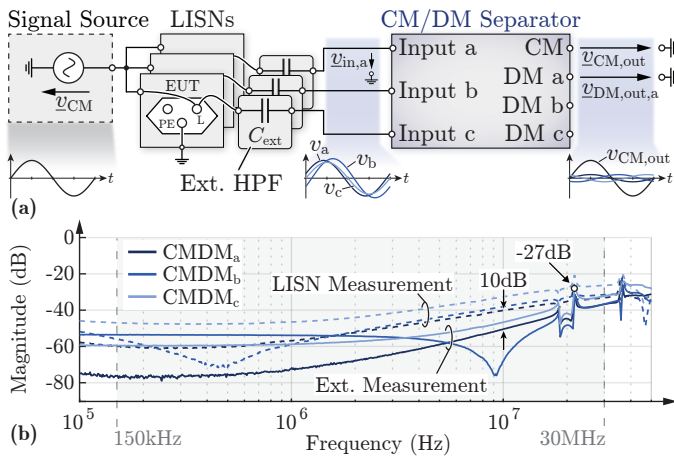 Signal Source
LISNs
CM/DM Separator
EUT
PE
L
v_CM
C_ext
Ext. HPF
v_in,a
Input a
Input b
Input c
CM
DM a
DM b
DM c
v_CM,out
v_DM,out,a
t
v_a
v_b
v_c
t
v_CM,out
t
(a)
0
-20
-40
-60
-80
Magnitude (dB)
CMDM_a
CMDM_b
CMDM_c
LISN Measurement
Ext. Measurement
10dB
-27dB
10^5
10^6
10^7
150kHz
Frequency (Hz)
30MHz
(b)